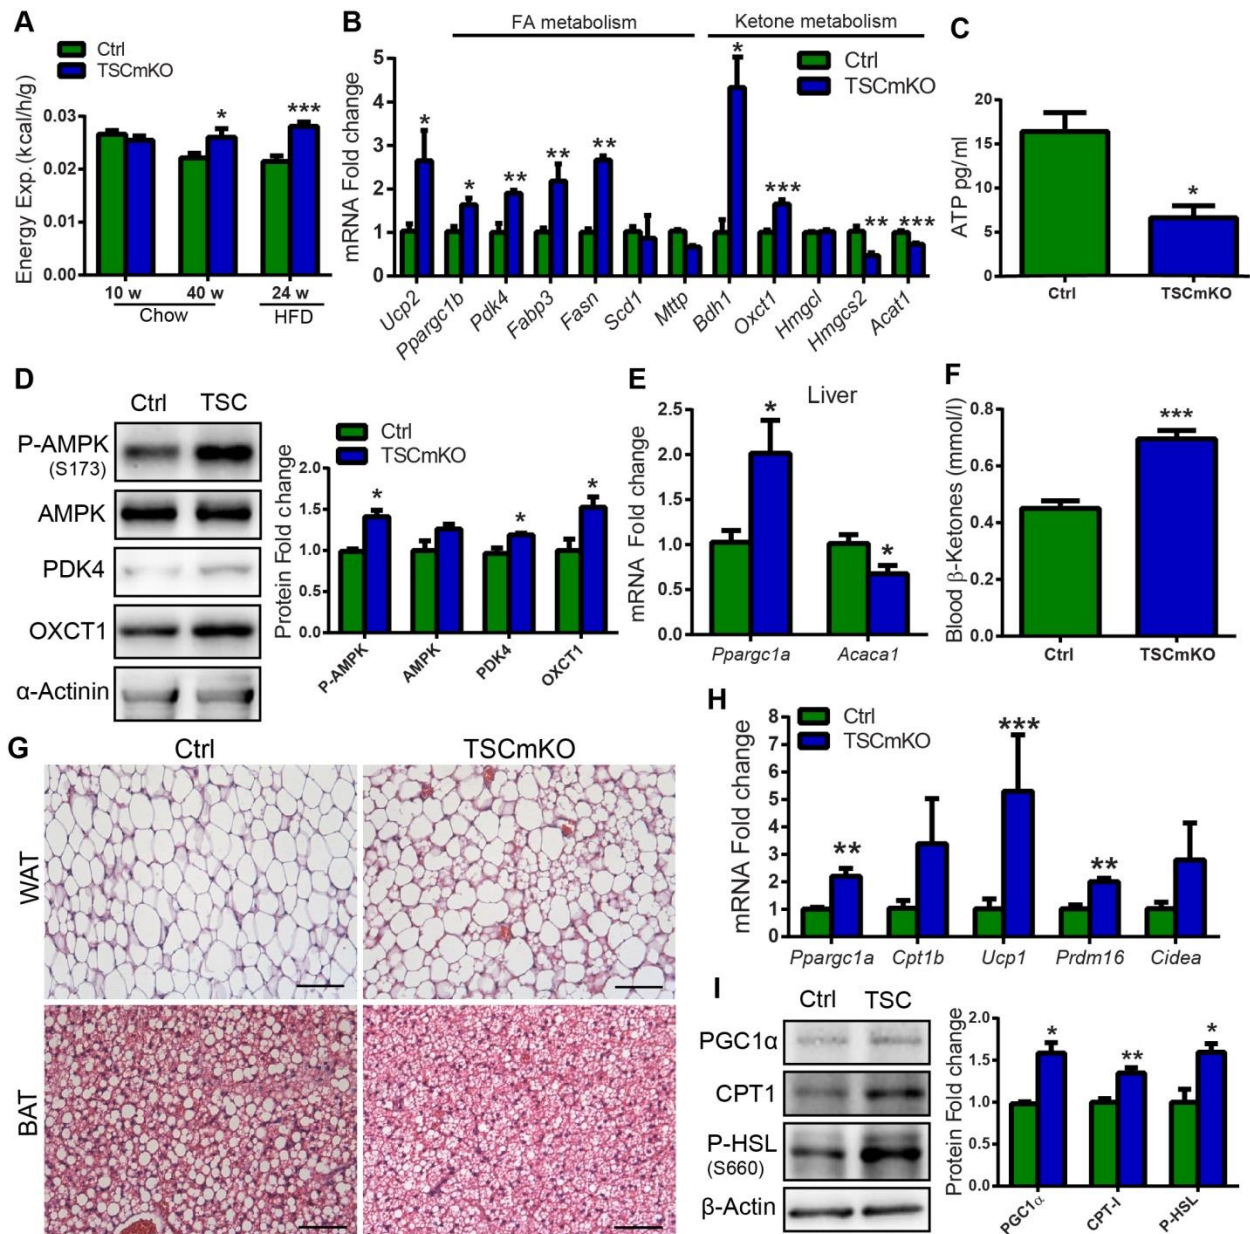 A
Ctrl
TSCmKO
Energy Exp.(kcal/h/g)
0.03
0.02
0.01
0.00
* ***
10 w 40 w 24 w
Chow HFD
B
FA metabolism Ketone metabolism
Ctrl
TSCmKO
mRNA Fold change
5
4
3
2
1
0
* * ** ** ** * *** ** ***
Ucp2 Ppargc1b Pdk4 Fabp3 Fasn Scd1 Mttp Bdh1 Oxct1 Hmgcl Hmgcs2 Acat1
C
ATP pg/ml
20
15
10
5
0
*
Ctrl TSCmKO
D
Ctrl TSC
P-AMPK
(S173)
AMPK
PDK4
OXCT1
α-Actinin
Ctrl
TSCmKO
Protein Fold change
2.0
1.5
1.0
0.5
0.0
* * *
P-AMPK AMPK PDK4 OXCT1
E
Liver
mRNA Fold change
2.5
2.0
1.5
1.0
0.5
0.0
* *
Ppargc1a Acaca1
F
Blood β-Ketones (mmol/l)
0.8
0.6
0.4
0.2
0.0
***
Ctrl TSCmKO
G
Ctrl TSCmKO
WAT
BAT
H
Ctrl
TSCmKO
mRNA Fold change
8
7
6
5
4
3
2
1
0
** *** **
Ppargc1a Cpt1b Ucp1 Prdm16 Cidea
I
Ctrl TSC
PGC1α
CPT1
P-HSL
(S660)
β-Actin
Protein Fold change
2.0
1.5
1.0
0.5
0.0
* ** *
PGC1α CPT-I P-HSL